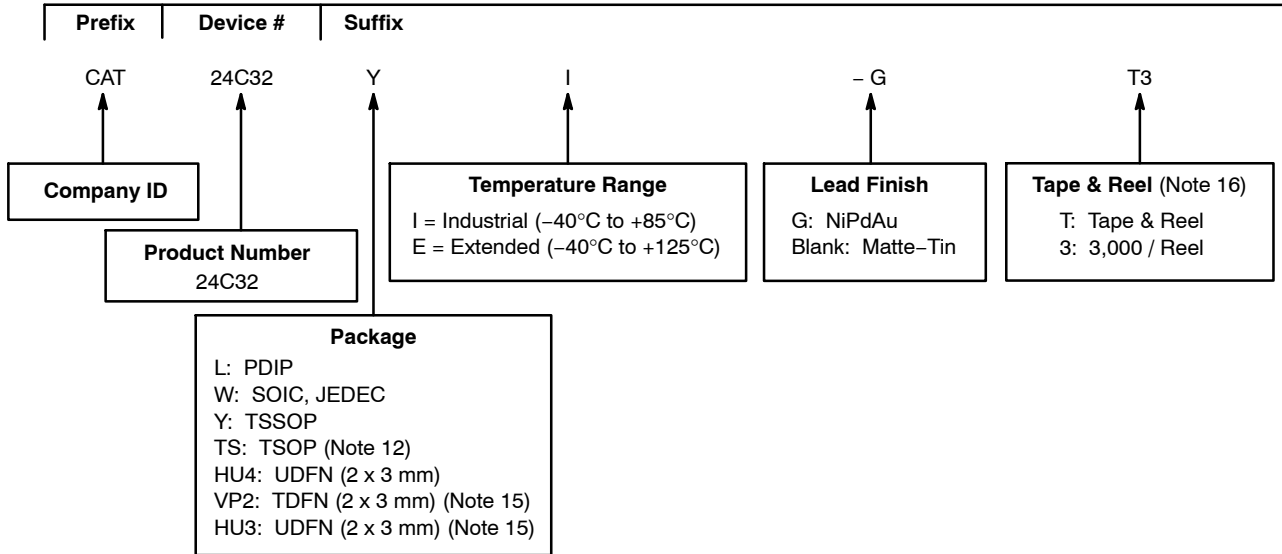 Prefix Device # Suffix
CAT 24C32 Y I – G T3
Company ID
Product Number
24C32
Package
L: PDIP
W: SOIC, JEDEC
Y: TSSOP
TS: TSOP (Note 12)
HU4: UDFN (2 x 3 mm)
VP2: TDFN (2 x 3 mm) (Note 15)
HU3: UDFN (2 x 3 mm) (Note 15)
Temperature Range
I = Industrial (−40°C to +85°C)
E = Extended (−40°C to +125°C)
Lead Finish
G: NiPdAu
Blank: Matte−Tin
Tape & Reel (Note 16)
T: Tape & Reel
3: 3,000 / Reel